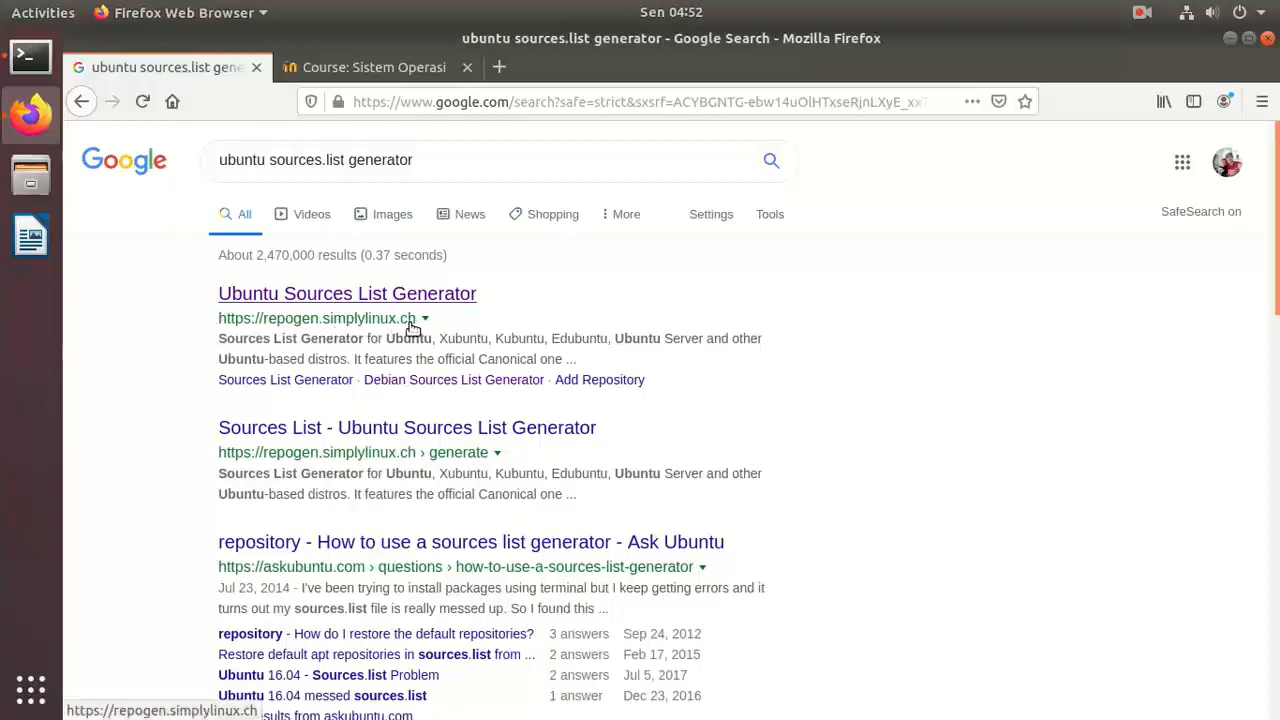 Activities
Firefox Web Browser
Sen 04:52
ubuntu sources.list generator - Google Search - Mozilla Firefox
ubuntu sources.list gene
Course: Sistem Operasi
https://www.google.com/search?safe=strict&sxsrf=ACYBGNTG-ebw14uOlHTxseRjnLXyE_xxT
Google
ubuntu sources.list generator
All
Videos
Images
News
Shopping
More
Settings
Tools
SafeSearch on
About 2,470,000 results (0.37 seconds)
Ubuntu Sources List Generator
https://repogen.simplylinux.ch
Sources List Generator for Ubuntu, Xubuntu, Kubuntu, Edubuntu, Ubuntu Server and other
Ubuntu-based distros. It features the official Canonical one ...
Sources List Generator · Debian Sources List Generator · Add Repository
Sources List - Ubuntu Sources List Generator
https://repogen.simplylinux.ch › generate
Sources List Generator for Ubuntu, Xubuntu, Kubuntu, Edubuntu, Ubuntu Server and other
Ubuntu-based distros. It features the official Canonical one ...
repository - How to use a sources list generator - Ask Ubuntu
https://askubuntu.com › questions › how-to-use-a-sources-list-generator
Jul 23, 2014 - I've been trying to install packages using terminal but I keep getting errors and it
turns out my sources.list file is really messed up. So I found this ...
repository - How do I restore the default repositories? 3 answers Sep 24, 2012
Restore default apt repositories in sources.list from ... 2 answers Feb 17, 2015
Ubuntu 16.04 - Sources.list Problem 2 answers Jul 5, 2017
Ubuntu 16.04 messed sources.list 1 answer Dec 23, 2016
results from askubuntu.com
https://repogen.simplylinux.ch